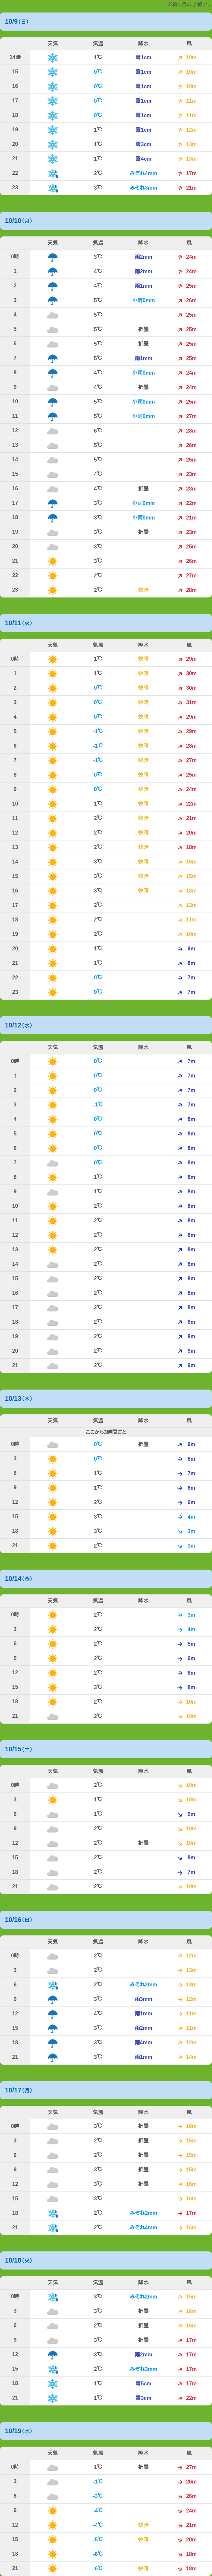 10/9(日)
天気 気温 降水 風
14時 1℃ 雪1cm 10m
15 0℃ 雪1cm 10m
16 0℃ 雪1cm 10m
17 0℃ 雪1cm 11m
18 0℃ 雪1cm 11m
19 1℃ 雪1cm 12m
20 1℃ 雪3cm 13m
21 1℃ 雪4cm 13m
22 2℃ みぞれ4mm 17m
23 3℃ みぞれ3mm 21m
10/10(月)
天気 気温 降水 風
0時 3℃ 雨2mm 24m
1 4℃ 雨2mm 24m
2 4℃ 雨1mm 25m
3 5℃ 小雨0mm 26m
4 5℃ 25m
5 5℃ 折畳 25m
6 5℃ 折畳 25m
7 5℃ 雨1mm 25m
8 4℃ 小雨0mm 24m
9 4℃ 折畳 24m
10 5℃ 小雨0mm 25m
11 5℃ 小雨0mm 27m
12 6℃ 28m
13 5℃ 26m
14 5℃ 25m
15 4℃ 23m
16 4℃ 折畳 23m
17 3℃ 小雨0mm 22m
18 3℃ 小雨0mm 21m
19 3℃ 折畳 23m
20 3℃ 25m
21 3℃ 26m
22 2℃ 27m
23 2℃ 快晴 28m
10/11(火)
天気 気温 降水 風
0時 1℃ 快晴 29m
1 1℃ 快晴 30m
2 0℃ 快晴 30m
3 0℃ 快晴 31m
4 0℃ 快晴 29m
5 -1℃ 快晴 29m
6 -1℃ 快晴 28m
7 -1℃ 快晴 27m
8 0℃ 快晴 25m
9 0℃ 快晴 24m
10 1℃ 快晴 22m
11 2℃ 快晴 21m
12 2℃ 快晴 20m
13 2℃ 快晴 18m
14 3℃ 快晴 16m
15 3℃ 快晴 15m
16 3℃ 快晴 13m
17 2℃ 12m
18 2℃ 11m
19 2℃ 10m
20 1℃ 9m
21 1℃ 8m
22 0℃ 7m
23 0℃ 7m
10/12(水)
天気 気温 降水 風
0時 0℃ 7m
1 0℃ 7m
2 0℃ 7m
3 -1℃ 7m
4 0℃ 8m
5 0℃ 8m
6 0℃ 8m
7 0℃ 8m
8 1℃ 8m
9 1℃ 8m
10 2℃ 8m
11 2℃ 8m
12 2℃ 8m
13 2℃ 8m
14 2℃ 8m
15 2℃ 8m
16 2℃ 8m
17 2℃ 8m
18 2℃ 8m
19 2℃ 8m
20 2℃ 9m
21 2℃ 9m
10/13(木)
天気 気温 降水 風
ここから3時間ごと
0時 0℃ 折畳 9m
3 0℃ 8m
6 1℃ 7m
9 1℃ 6m
12 2℃ 6m
15 3℃ 4m
18 3℃ 3m
21 2℃ 3m
10/14(金)
天気 気温 降水 風
0時 2℃ 3m
3 2℃ 4m
6 2℃ 5m
9 2℃ 6m
12 2℃ 6m
15 3℃ 8m
18 2℃ 10m
21 2℃ 10m
10/15(土)
天気 気温 降水 風
0時 2℃ 10m
3 1℃ 10m
6 1℃ 9m
9 2℃ 10m
12 2℃ 折畳 10m
15 2℃ 8m
18 2℃ 7m
21 2℃ 10m
10/16(日)
天気 気温 降水 風
0時 2℃ 12m
3 2℃ 13m
6 2℃ みぞれ2mm 13m
9 3℃ 雨3mm 12m
12 4℃ 雨1mm 11m
15 3℃ 雨2mm 11m
18 3℃ 雨4mm 12m
21 3℃ 雨1mm 14m
10/17(月)
天気 気温 降水 風
0時 3℃ 折畳 16m
3 2℃ 折畳 15m
6 2℃ 折畳 15m
9 3℃ 折畳 15m
12 3℃ 折畳 16m
15 3℃ 16m
18 2℃ みぞれ2mm 17m
21 2℃ みぞれ4mm 16m
10/18(火)
天気 気温 降水 風
0時 3℃ みぞれ2mm 15m
3 3℃ 折畳 16m
6 2℃ 折畳 16m
9 3℃ 折畳 17m
12 3℃ 雨2mm 17m
15 2℃ みぞれ3mm 17m
18 1℃ 雪5cm 17m
21 1℃ 雪3cm 22m
10/19(水)
天気 気温 降水 風
0時 1℃ 折畳 27m
3 -1℃ 26m
6 -3℃ 26m
9 -4℃ 24m
12 -4℃ 快晴 21m
15 -5℃ 快晴 20m
18 -6℃ 18m
21 -6℃ 快晴 18m